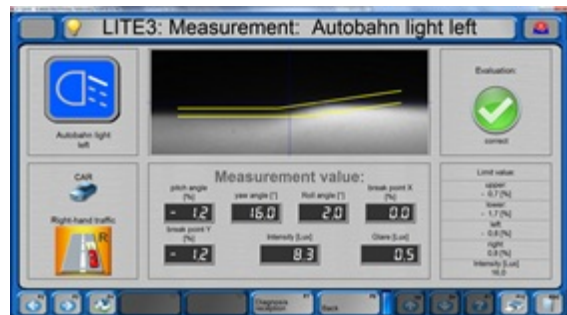 LITE3: Measurement: Autobahn light left
Autobahn light
left
Evaluation:
correct
CAR
Right-hand traffic
R
Measurement value:
pitch angle
[%]
- 1.2
yaw angle [°]
16.0
Roll angle [°]
2.0
break point X
[%]
0.0
break point Y
[%]
- 1.2
Intensity [Lux]
8.3
Glare [Lux]
0.5
Limit value
upper:
- 0,7 [%]
lower:
- 1,7 [%]
left
- 0,8 [%]
right
0,8 [%]
Intensity [Lux]
16,0
Diagnosis
reception
Back